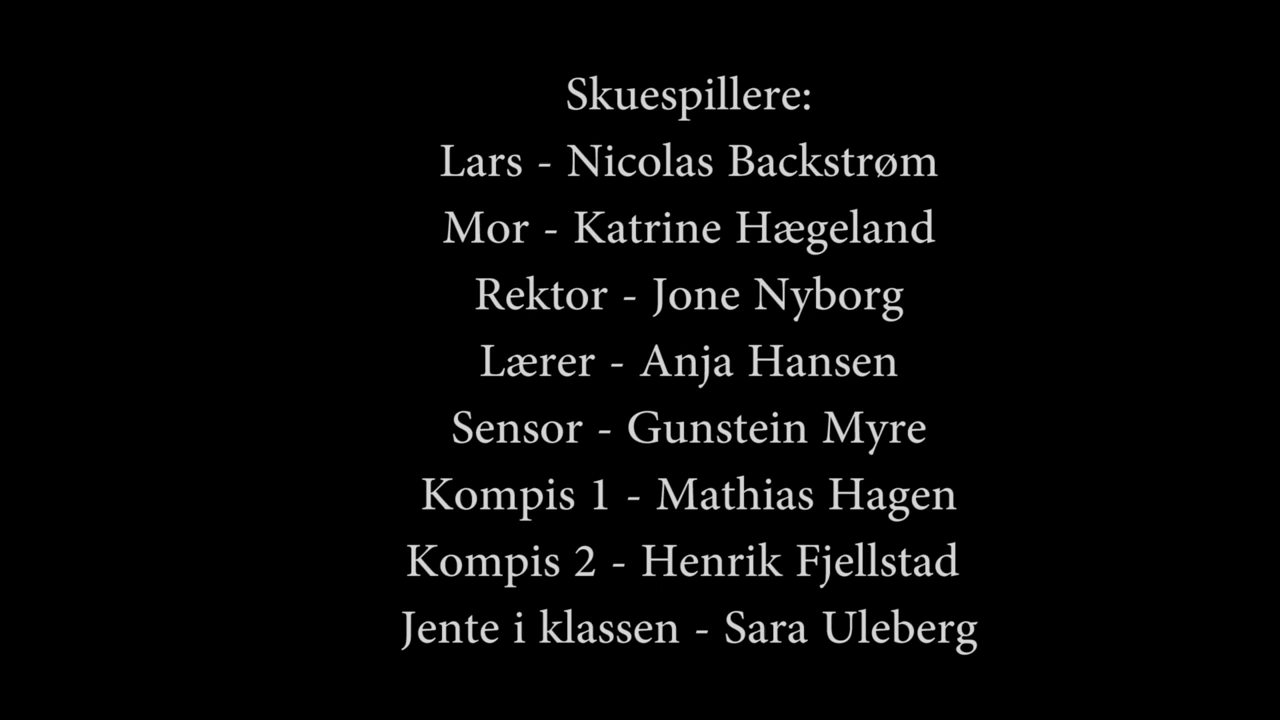 Skuespillere:
Lars - Nicolas Backstrøm
Mor - Katrine Hægeland
Rektor - Jone Nyborg
Lærer - Anja Hansen
Sensor - Gunstein Myre
Kompis 1 - Mathias Hagen
Kompis 2 - Henrik Fjellstad
Jente i klassen - Sara Uleberg